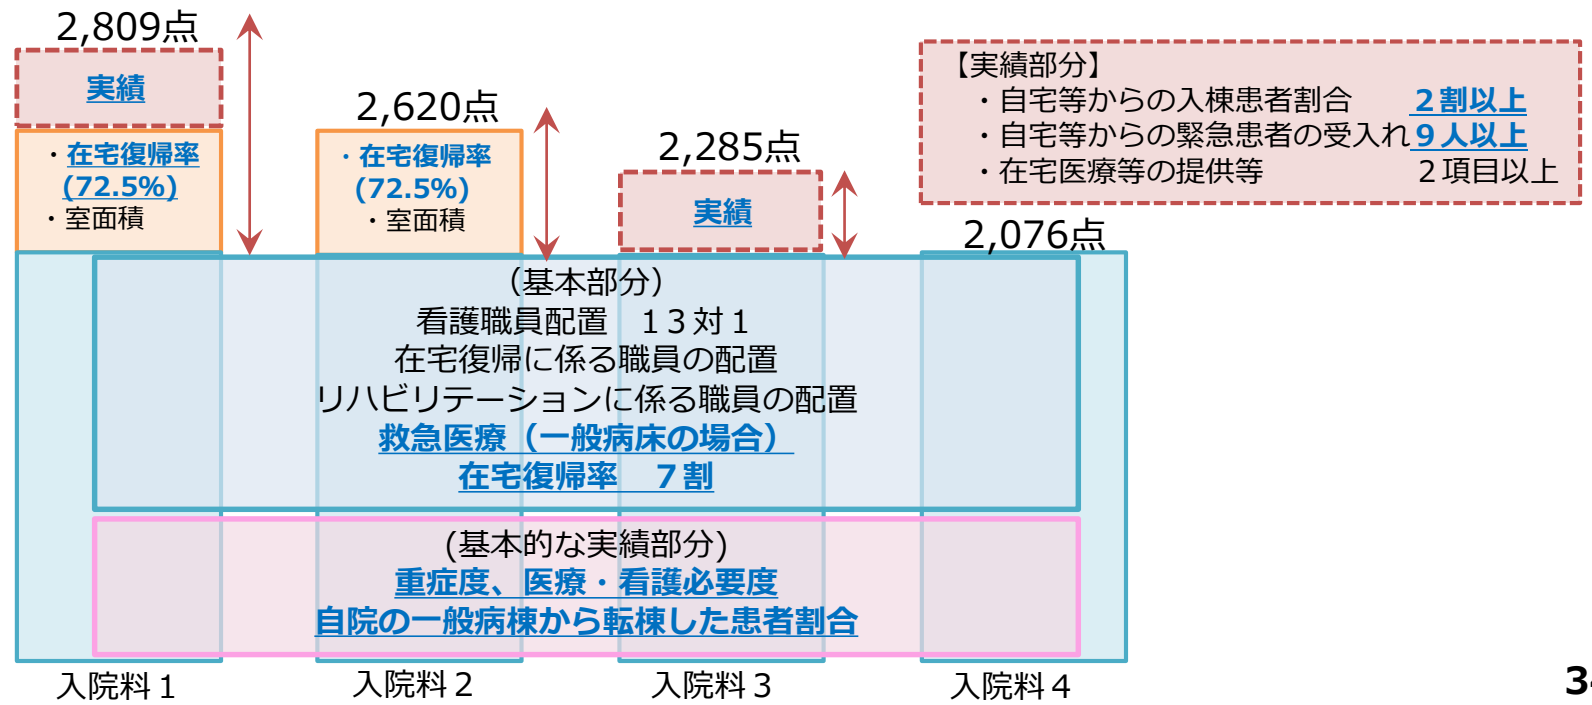 2,809点
実績
・在宅復帰率
(72.5%)
・室面積
2,620点
・在宅復帰率
(72.5%)
・室面積
2,285点
実績
2,076点
【実績部分】
・自宅等からの入棟患者割合　２割以上
・自宅等からの緊急患者の受入れ９人以上
・在宅医療等の提供等　２項目以上
（基本部分）
看護職員配置　１３対１
在宅復帰に係る職員の配置
リハビリテーションに係る職員の配置
救急医療（一般病床の場合）
在宅復帰率　７割
(基本的な実績部分)
重症度、医療・看護必要度
自院の一般病棟から転棟した患者割合
入院料１
入院料２
入院料３
入院料４